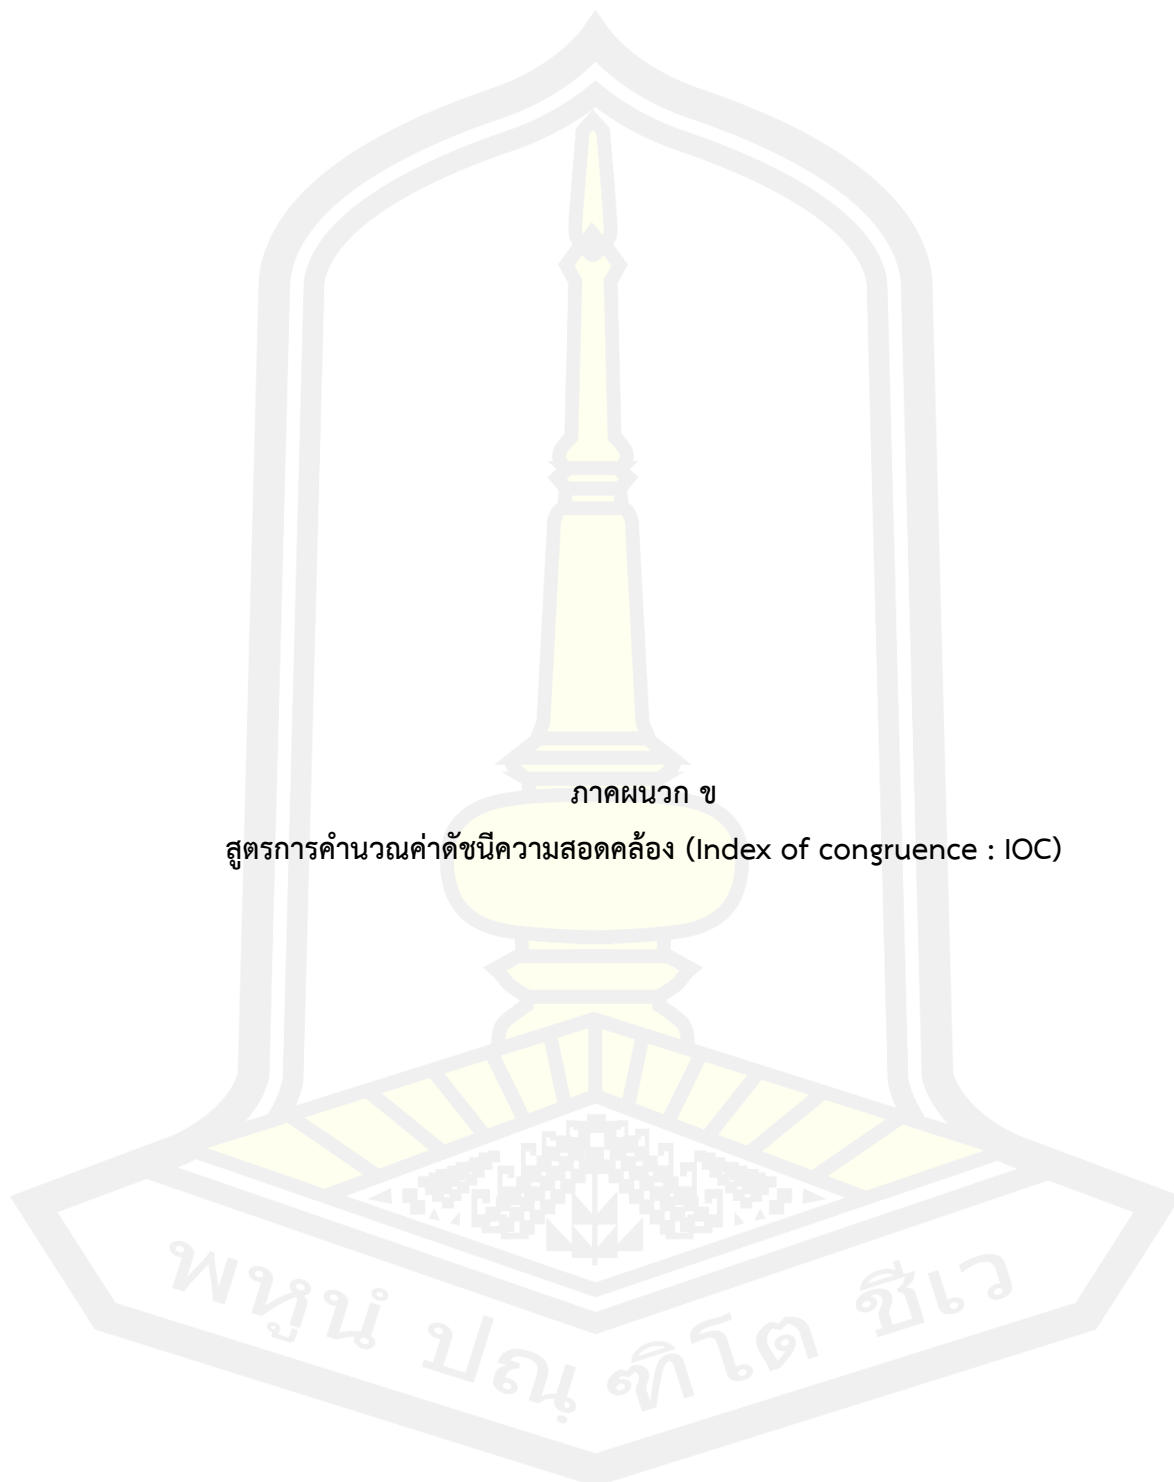 ภาคผนวก ข
สูตรการคำนวณค่าดัชนีความสอดคล้อง (Index of congruence : IOC)
พหูนํ ปณฺฑิโต ชีเว